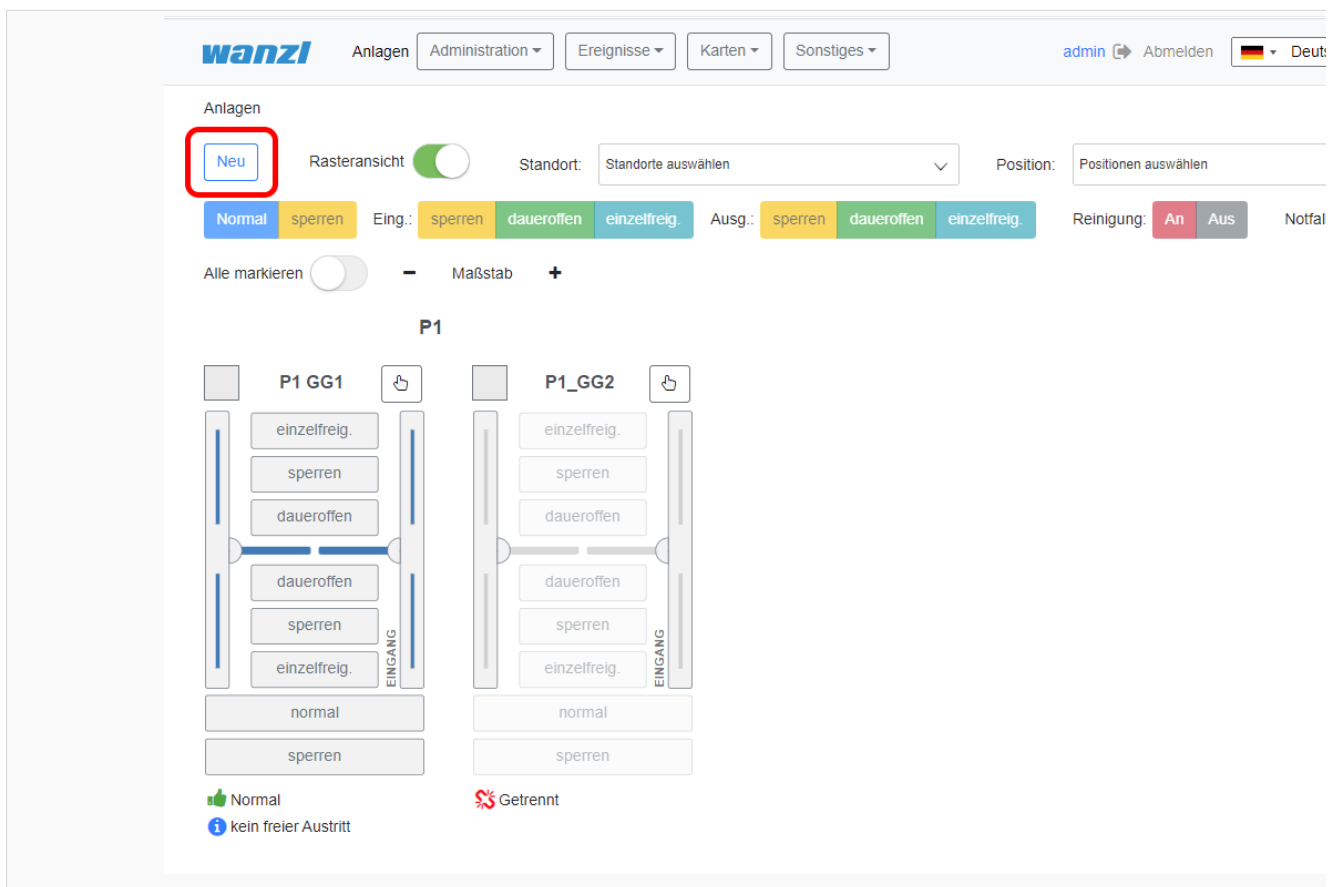 wanzl Anlagen Administration Ereignisse Karten Sonstiges admin Abmelden
Anlagen
Neu Rasteransicht Standort: Standorte auswählen Position: Positionen auswählen
Normal sperren Eing.: sperren daueroffen einzelfreig. Ausg.: sperren daueroffen einzelfreig. Reinigung: An Aus
Alle markieren - Maßstab +
P1
P1 GG1
einzelfreig.
sperren
daueroffen
daueroffen
sperren
einzelfreig.
EINGANG
normal
sperren
Normal
kein freier Austritt
P1_GG2
einzelfreig.
sperren
daueroffen
daueroffen
sperren
einzelfreig.
EINGANG
normal
sperren
Getrennt